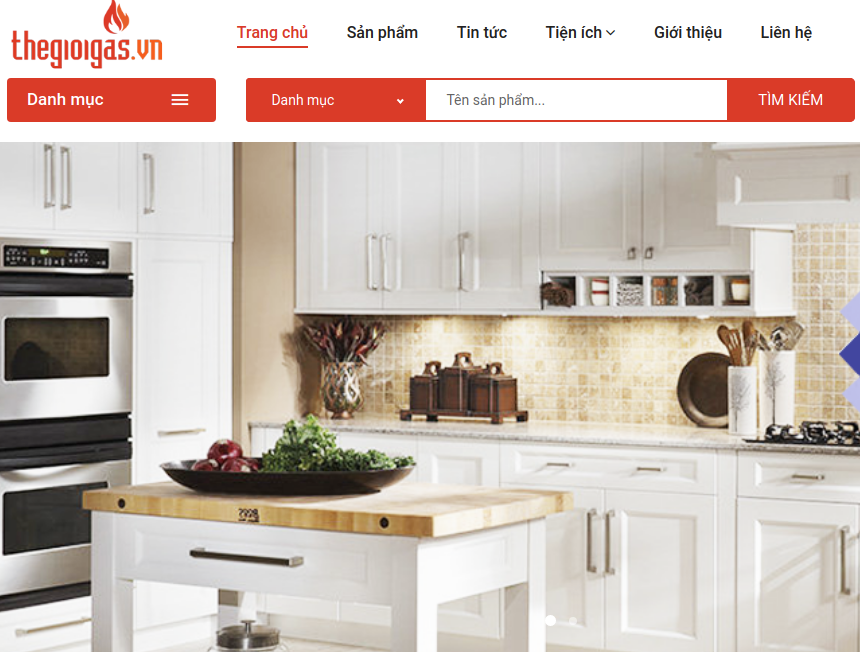 thegioigas.vn
Trang chủ
Sản phẩm
Tin tức
Tiện ích
Giới thiệu
Liên hệ
Danh mục
Danh mục
Tên sản phẩm...
TÌM KIẾM